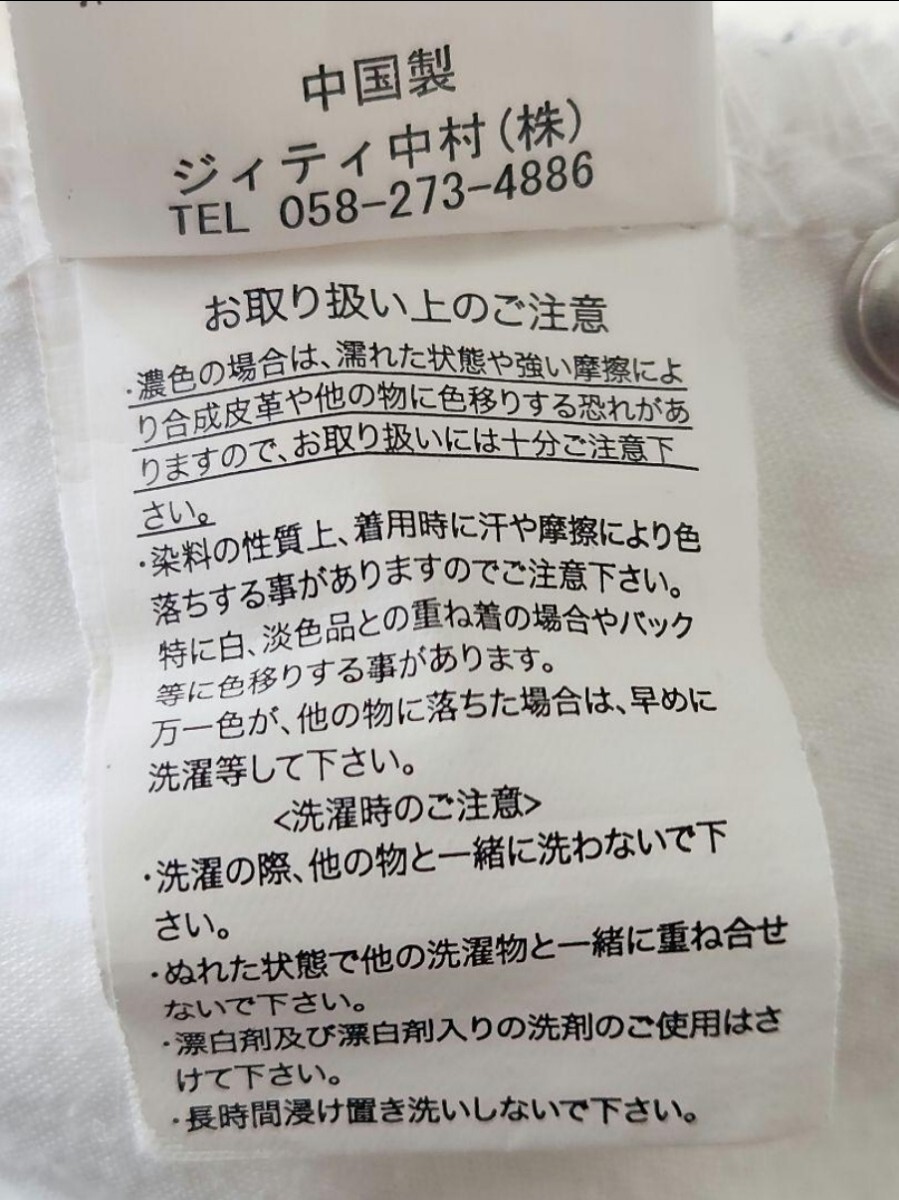 中国製
ジィティ中村(株)
TEL 058-273-4886
お取り扱い上のご注意
・濃色の場合は、濡れた状態や強い摩擦によ
り合成皮革や他の物に色移りする恐れがあ
りますので、お取り扱いには十分ご注意下
さい。
・染料の性質上、着用時に汗や摩擦により色
落ちする事がありますのでご注意下さい。
特に白、淡色品との重ね着の場合やバック
等に色移りする事があります。
万一色が、他の物に落ちた場合は、早めに
洗濯等して下さい。
<洗濯時のご注意>
・洗濯の際、他の物と一緒に洗わないで下
さい。
・ぬれた状態で他の洗濯物と一緒に重ね合せ
ないで下さい。
・漂白剤及び漂白剤入りの洗剤のご使用はさ
けて下さい。
・長時間浸け置き洗いしないで下さい。